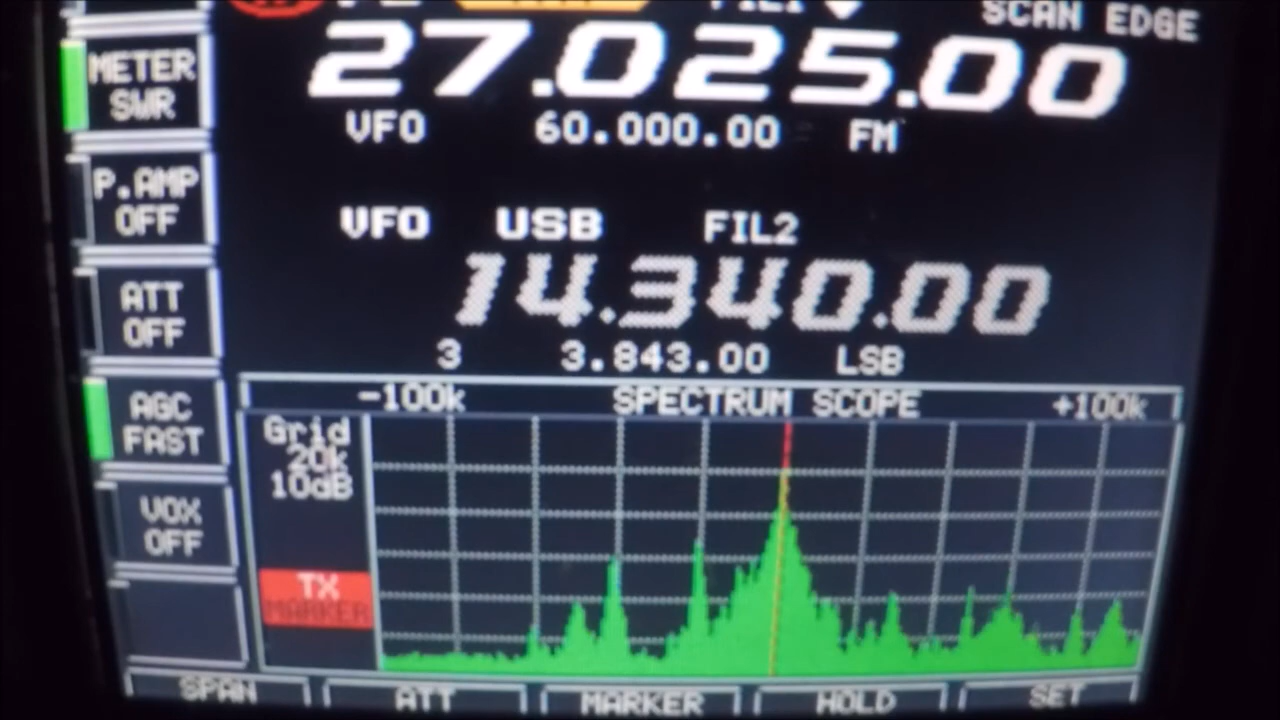 FIL1
SCAN EDGE
27.025.00
VFO 60.000.00 FM
VFO USB FIL2
14.340.00
3 3.843.00 LSB
METER
SWR
P.AMP
OFF
ATT
OFF
AGC
FAST
VOX
OFF
-100k SPECTRUM SCOPE +100k
Grid
20k
10dB
TX
MARKER
SPAN ATT MARKER HOLD SET